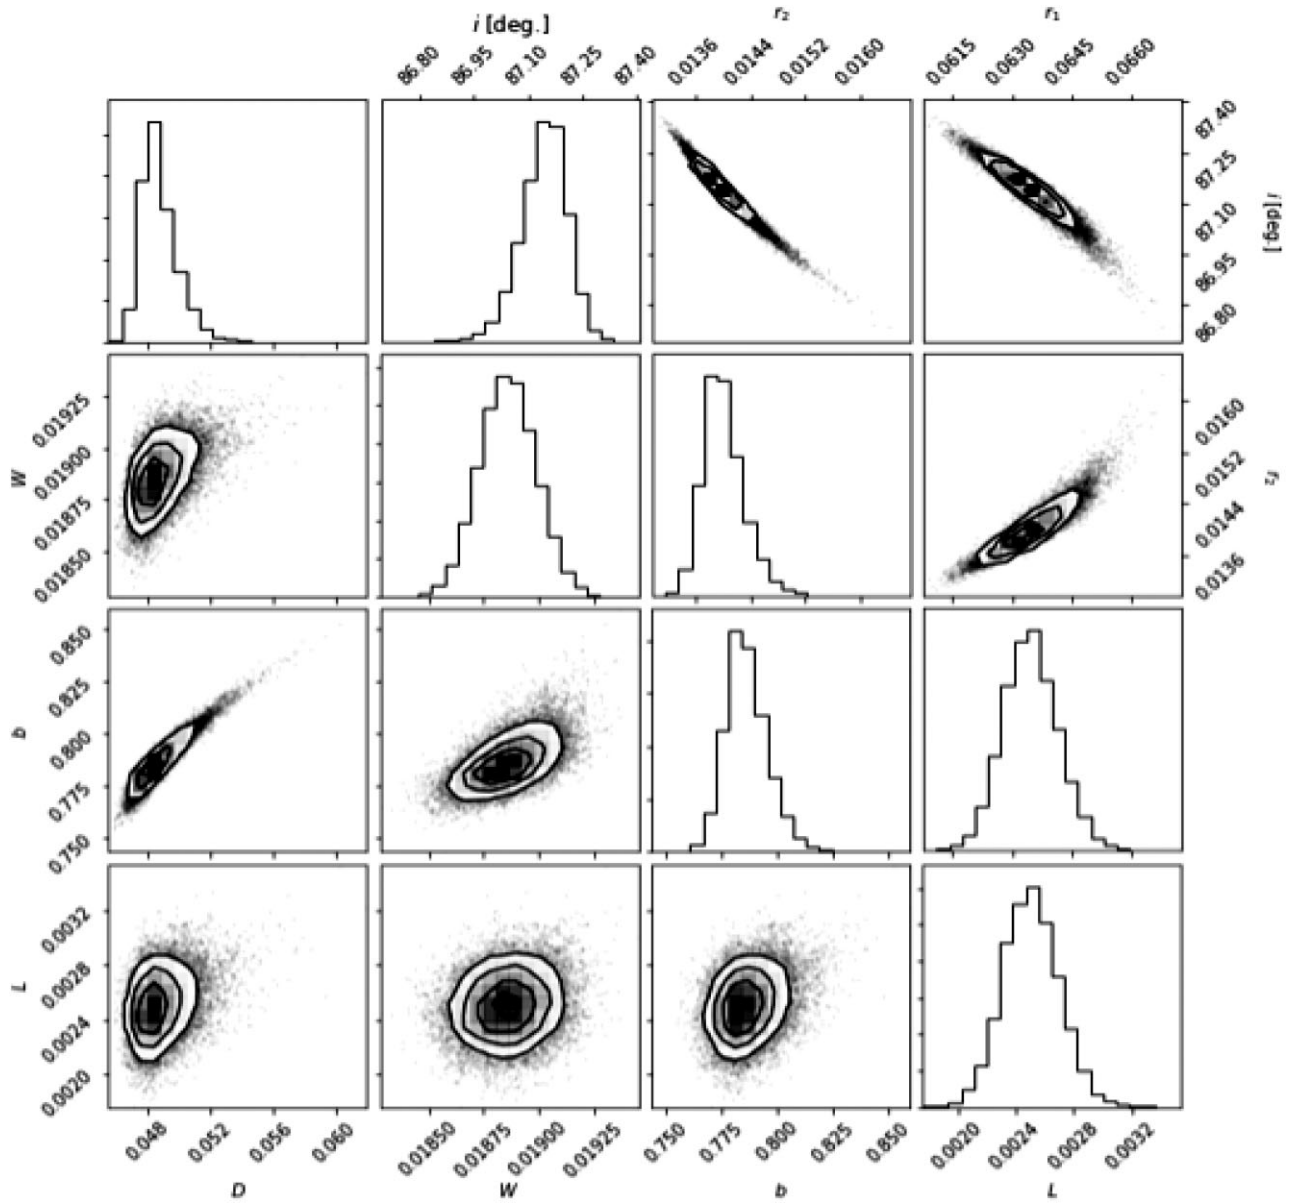 i [deg.]
r₂
r₁
86.80 86.95 87.10 87.25 87.40
0.0136 0.0144 0.0152 0.0160
0.0615 0.0630 0.0645 0.0660
87.40
87.25
87.10
86.95
86.80
i [deg.]
W
0.01925
0.01900
0.01875
0.01850
0.0160
0.0152
0.0144
0.0136
r₂
b
0.850
0.825
0.800
0.775
0.750
L
0.0032
0.0028
0.0024
0.0020
0.048 0.052 0.056 0.060
0.01850 0.01875 0.01900 0.01925
0.750 0.775 0.800 0.825 0.850
0.0020 0.0024 0.0028 0.0032
D
W
b
L